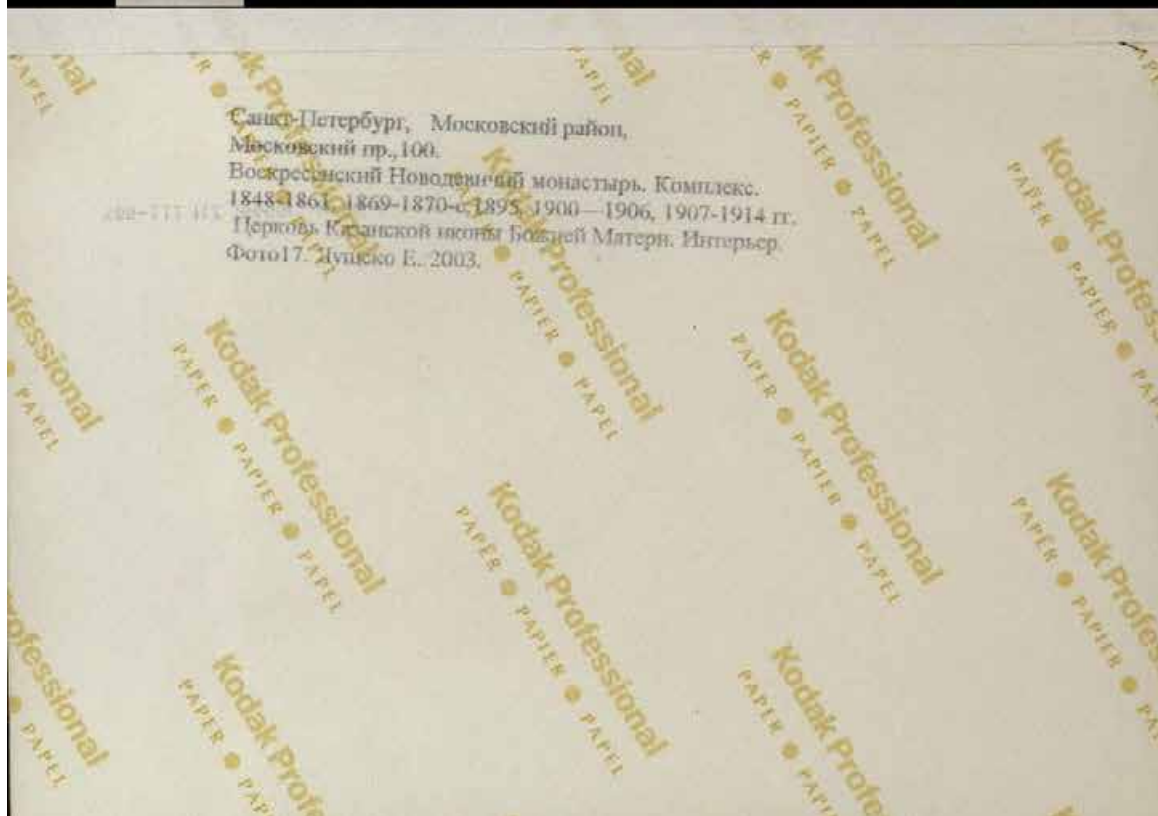 Санкт-Петербург, Московский район,
Московский пр., 100.
Воскресенский Новодевичий монастырь. Комплекс.
1848-1861, 1869-1870-е, 1895, 1900—1906, 1907-1914 гг.
Церковь Казанской иконы Божией Матери. Интерьер.
Фото17. Е. 2003.
Kodak Professional
PAPER ● PAPIER ● PAPEL